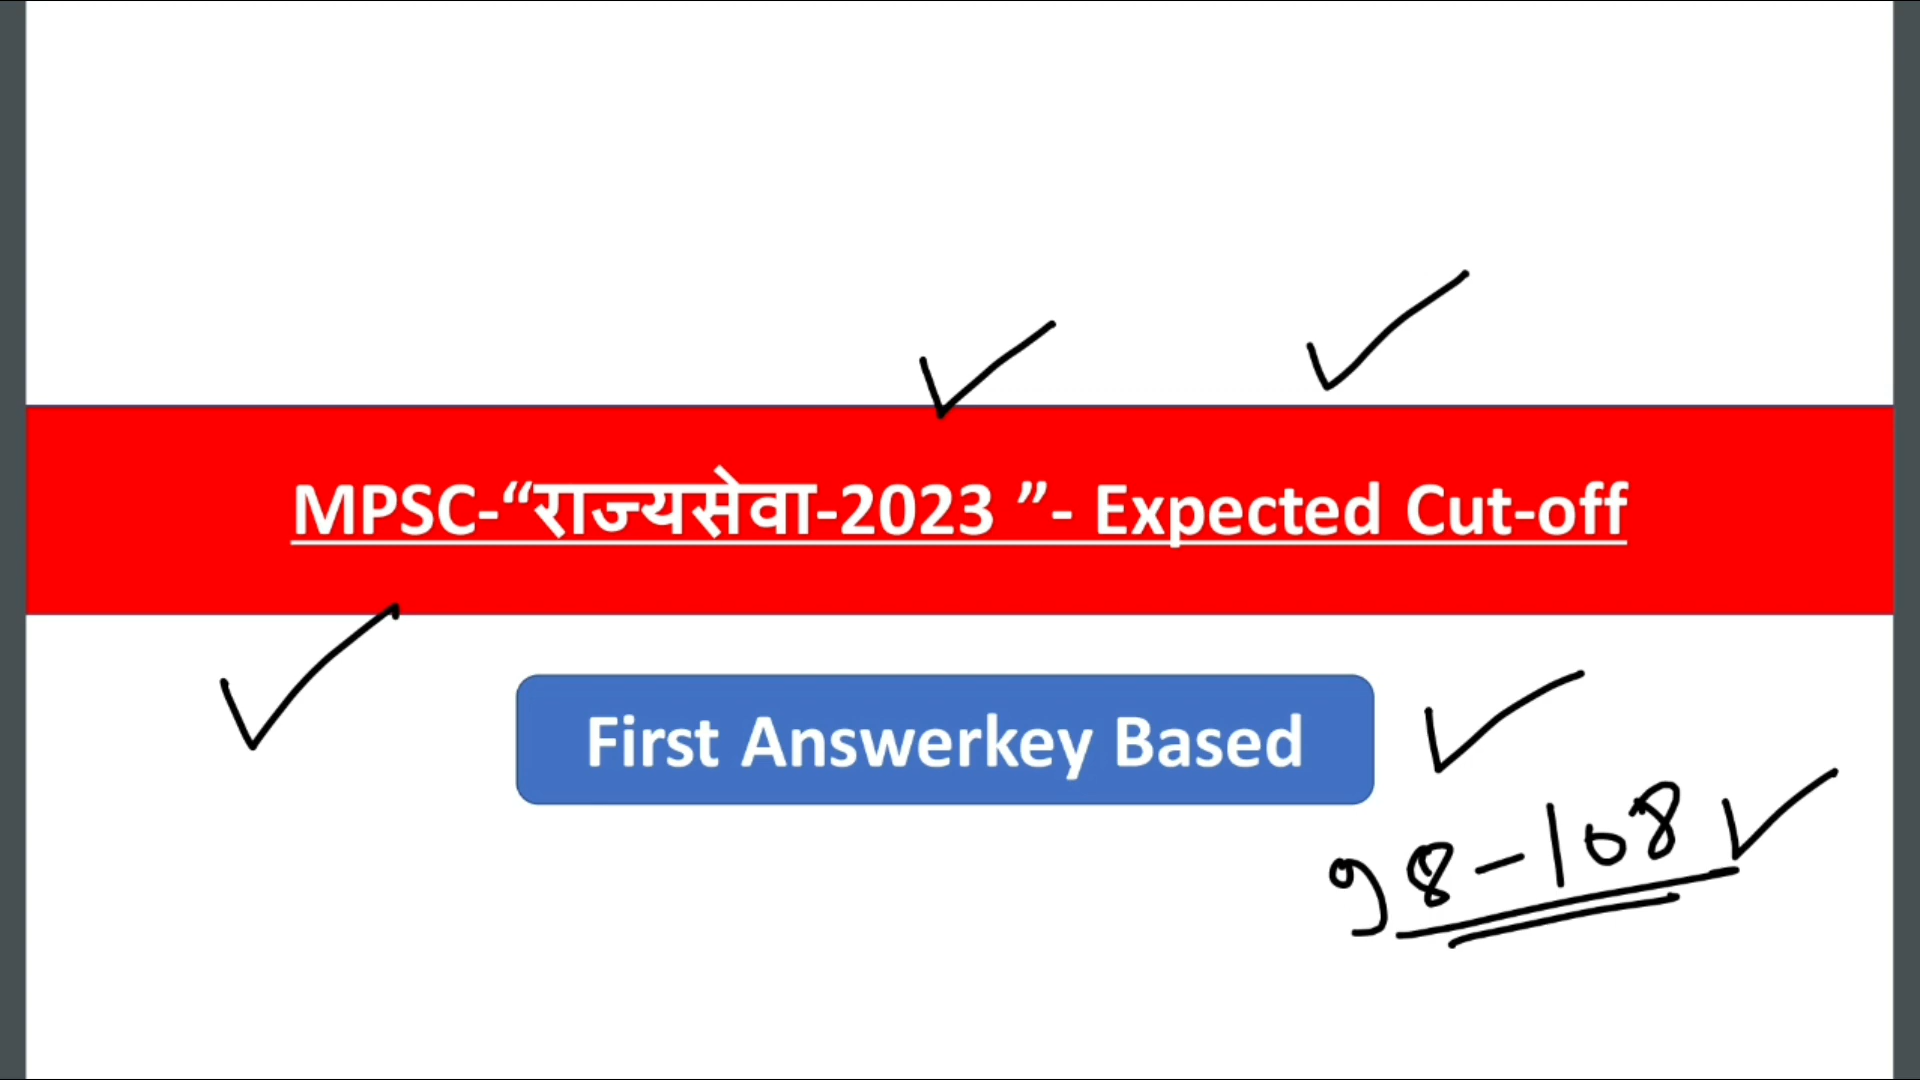 MPSC-“राज्यसेवा-2023 ”- Expected Cut-off
First Answerkey Based
98-108